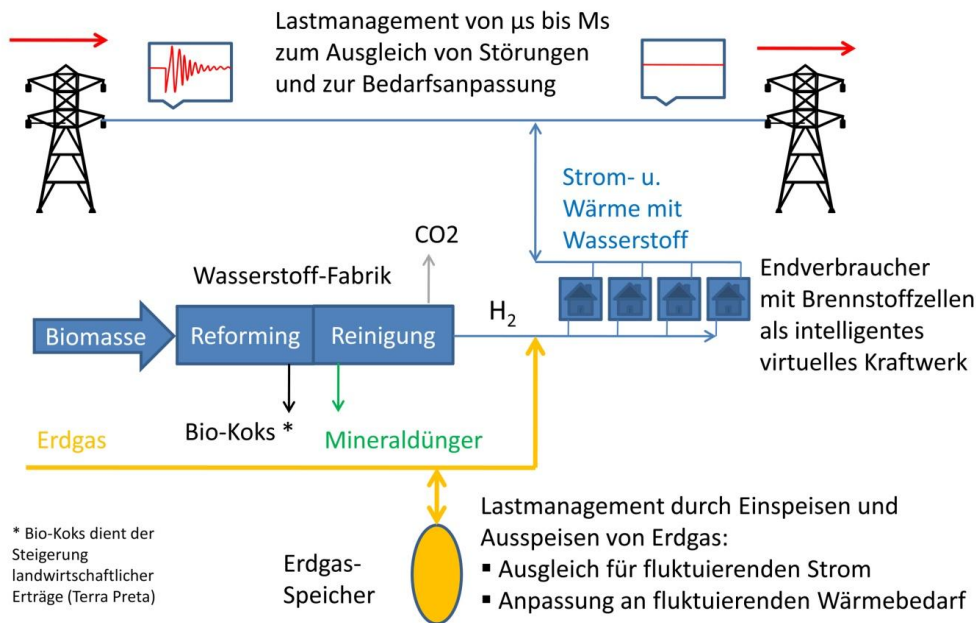 Lastmanagement von µs bis Ms
zum Ausgleich von Störungen
und zur Bedarfsanpassung
Strom- u.
Wärme mit
Wasserstoff
CO2
Wasserstoff-Fabrik
Biomasse
Reforming
Reinigung
H₂
Endverbraucher
mit Brennstoffzellen
als intelligentes
virtuelles Kraftwerk
Erdgas
Bio-Koks *
Mineraldünger
* Bio-Koks dient der
Steigerung
landwirtschaftlicher
Erträge (Terra Preta)
Erdgas-
Speicher
Lastmanagement durch Einspeisen und
Ausspeisen von Erdgas:
▪ Ausgleich für fluktuierenden Strom
▪ Anpassung an fluktuierenden Wärmebedarf